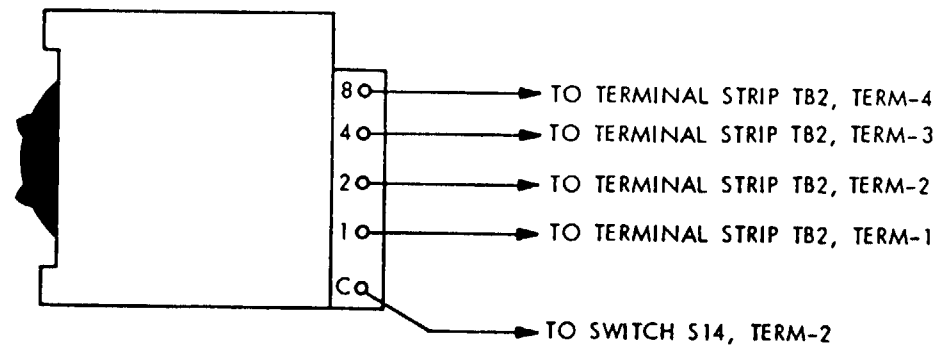 8 TO TERMINAL STRIP TB2, TERM-4
4 TO TERMINAL STRIP TB2, TERM-3
2 TO TERMINAL STRIP TB2, TERM-2
1 TO TERMINAL STRIP TB2, TERM-1
C
TO SWITCH S14, TERM-2